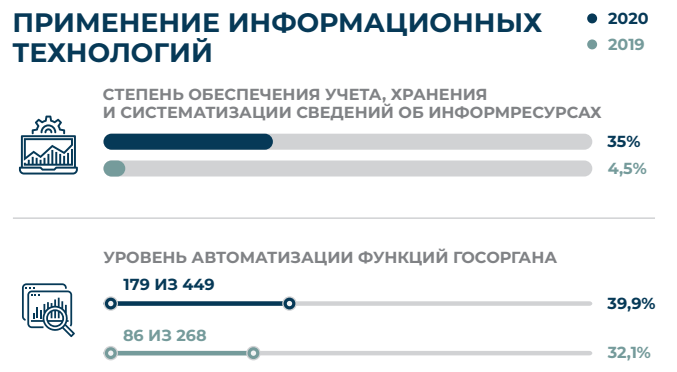 ПРИМЕНЕНИЕ ИНФОРМАЦИОННЫХ
ТЕХНОЛОГИЙ
2020
2019
СТЕПЕНЬ ОБЕСПЕЧЕНИЯ УЧЕТА, ХРАНЕНИЯ
И СИСТЕМАТИЗАЦИИ СВЕДЕНИЙ ОБ ИНФОРМРЕСУРСАХ
35%
4,5%
УРОВЕНЬ АВТОМАТИЗАЦИИ ФУНКЦИЙ ГОСОРГАНА
179 ИЗ 449
39,9%
86 ИЗ 268
32,1%